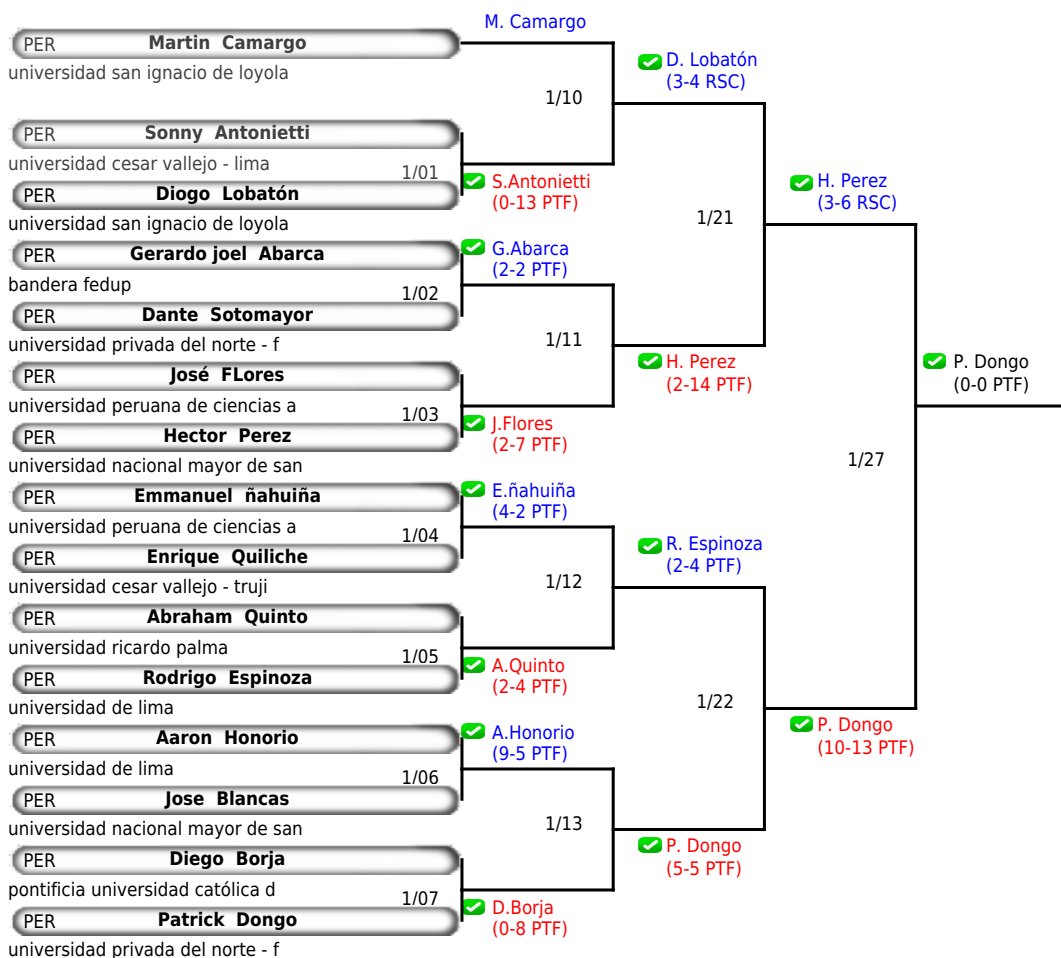 M. Camargo
PER Martin Camargo
universidad san ignacio de loyola
D. Lobatón
(3-4 RSC)
1/10
PER Sonny Antonietti
universidad cesar vallejo - lima
1/01
S.Antonietti
(0-13 PTF)
PER Diogo Lobatón
universidad san ignacio de loyola
H. Perez
(3-6 RSC)
1/21
PER Gerardo joel Abarca
bandera fedup
G.Abarca
(2-2 PTF)
1/02
PER Dante Sotomayor
universidad privada del norte - f
1/11
PER José FLores
universidad peruana de ciencias a
H. Perez
(2-14 PTF)
P. Dongo
(0-0 PTF)
1/03
J.Flores
(2-7 PTF)
PER Hector Perez
universidad nacional mayor de san
1/27
PER Emmanuel ñahuiña
universidad peruana de ciencias a
E.ñahuiña
(4-2 PTF)
1/04
PER Enrique Quiliche
universidad cesar vallejo - truji
R. Espinoza
(2-4 PTF)
1/12
PER Abraham Quinto
universidad ricardo palma
1/05
A.Quinto
(2-4 PTF)
PER Rodrigo Espinoza
universidad de lima
1/22
P. Dongo
(10-13 PTF)
PER Aaron Honorio
universidad de lima
A.Honorio
(9-5 PTF)
1/06
PER Jose Blancas
universidad nacional mayor de san
1/13
P. Dongo
(5-5 PTF)
PER Diego Borja
pontificia universidad católica d
1/07
D.Borja
(0-8 PTF)
PER Patrick Dongo
universidad privada del norte - f